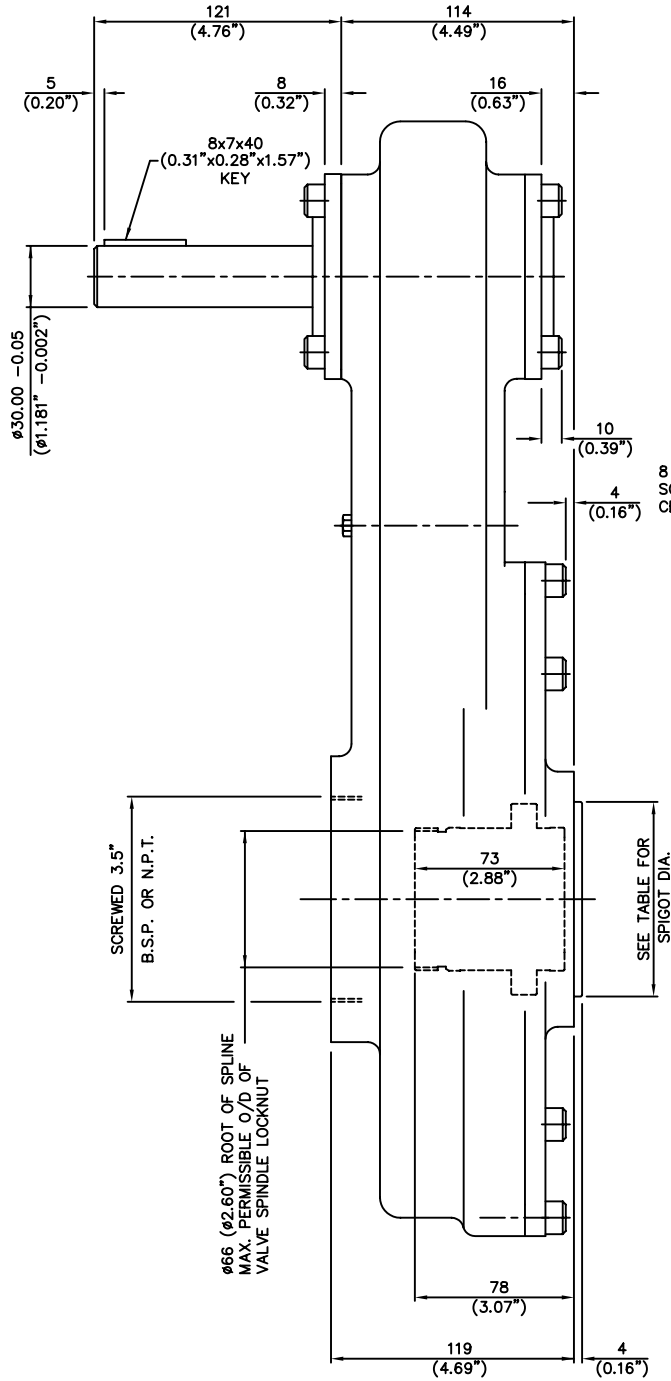 121
(4.76")
114
(4.49")
5
(0.20")
8
(0.32")
16
(0.63")
8x7x40
(0.31"x0.28"x1.57")
KEY
ø30.00 -0.05
(ø1.181" -0.002")
10
(0.39")
4
(0.16")
8
SCREWED 3.5"
B.S.P. OR N.P.T.
73
(2.88")
SEE TABLE FOR
SPIGOT DIA.
ø66 (ø2.60") ROOT OF SPLINE
MAX. PERMISSIBLE O/D OF
VALVE SPINDLE LOCKNUT
78
(3.07")
119
(4.69")
4
(0.16")